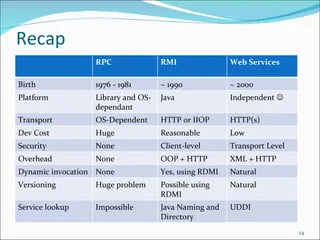 Recap
RPC RMI Web Services
Birth 1976 - 1981 ~ 1990 ~ 2000
Platform Library and OS- Java Independent ☺
dependant
Transport OS-Dependent HTTP or IIOP HTTP(s)
Dev Cost Huge Reasonable Low
Security None Client-level Transport Level
Overhead None OOP + HTTP XML + HTTP
Dynamic invocation None Yes, using RDMI Natural
Versioning Huge problem Possible using Natural
RDMI
Service lookup Impossible Java Naming and UDDI
Directory
14